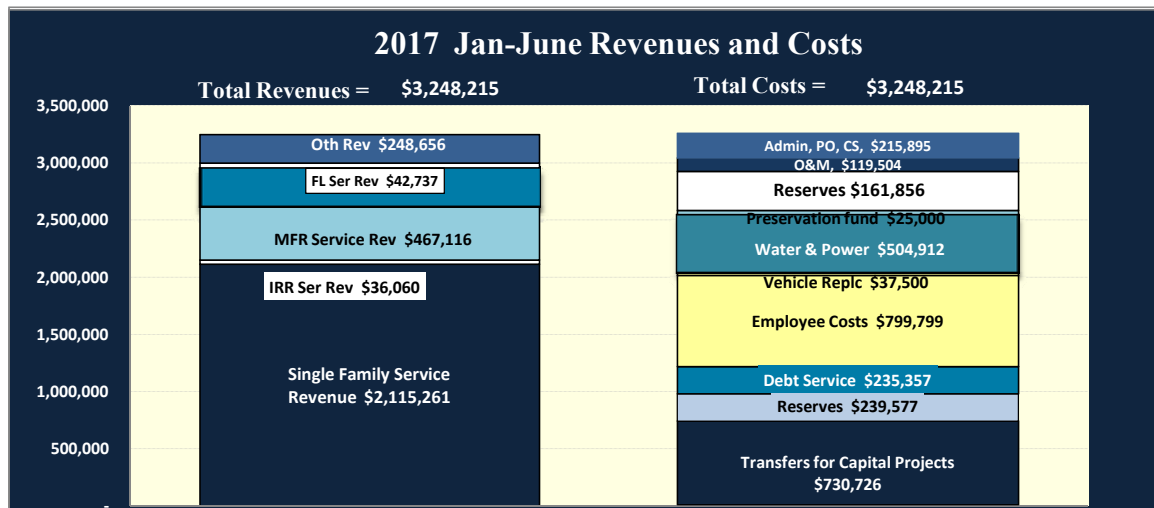 2017 Jan-June Revenues and Costs
Total Revenues = $3,248,215
Total Costs = $3,248,215
3,500,000
3,000,000
2,500,000
2,000,000
1,500,000
1,000,000
500,000
-
Oth Rev $248,656
FL Ser Rev $42,737
MFR Service Rev $467,116
IRR Ser Rev $36,060
Single Family Service
Revenue $2,115,261
Admin, PO, CS, $215,895
O&M, $119,504
Reserves $161,856
Preservation fund $25,000
Water & Power $504,912
Vehicle Replc $37,500
Employee Costs $799,799
Debt Service $235,357
Reserves $239,577
Transfers for Capital Projects
$730,726